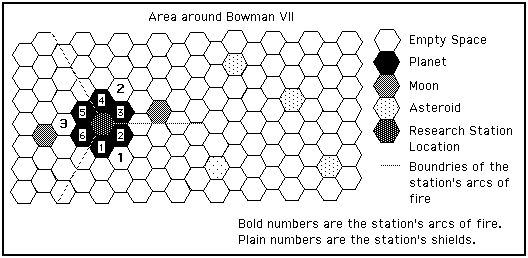 Area around Bowman VII
2
4
5
3
3
6
2
1
1
Empty Space
Planet
Moon
Asteroid
Research Station
Location
Boundries of the
station's arcs of
fire
Bold numbers are the station's arcs of fire.
Plain numbers are the station's shields.